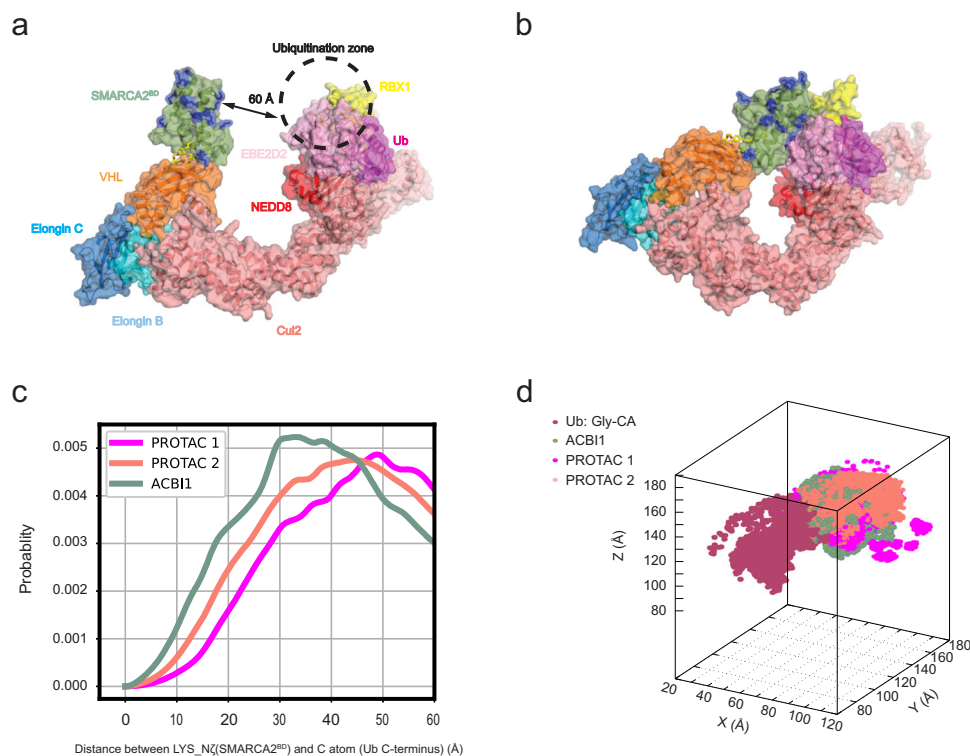 a
b
Ubiquitination zone
RBX1
SMARCA2ᴮᴰ
60 Å
EBE2D2
Ub
VHL
NEDD8
Elongin C
Elongin B
Cul2
c
d
PROTAC 1
PROTAC 2
ACBI1
Probablity
0.005
0.004
0.003
0.002
0.001
0.000
0 10 20 30 40 50 60
Distance between LYS_Nζ(SMARCA2ᴮᴰ) and C atom (Ub C-terminus) (Å)
Ub: Gly-CA
ACBI1
PROTAC 1
PROTAC 2
Z (Å)
180
160
140
120
100
80
20 40 60 80 100 120
X (Å)
80 100 120 140 160 180
Y (Å)